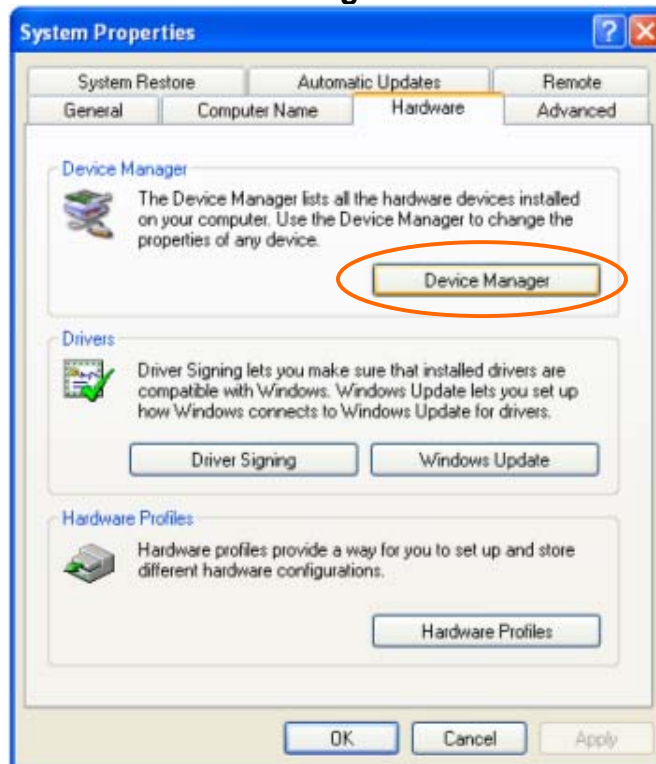 System Properties
System Restore
Automatic Updates
Remote
General
Computer Name
Hardware
Advanced
Device Manager
The Device Manager lists all the hardware devices installed
on your computer. Use the Device Manager to change the
properties of any device.
Device Manager
Drivers
Driver Signing lets you make sure that installed drivers are
compatible with Windows. Windows Update lets you set up
how Windows connects to Windows Update for drivers.
Driver Signing
Windows Update
Hardware Profiles
Hardware profiles provide a way for you to set up and store
different hardware configurations.
Hardware Profiles
OK
Cancel
Apply